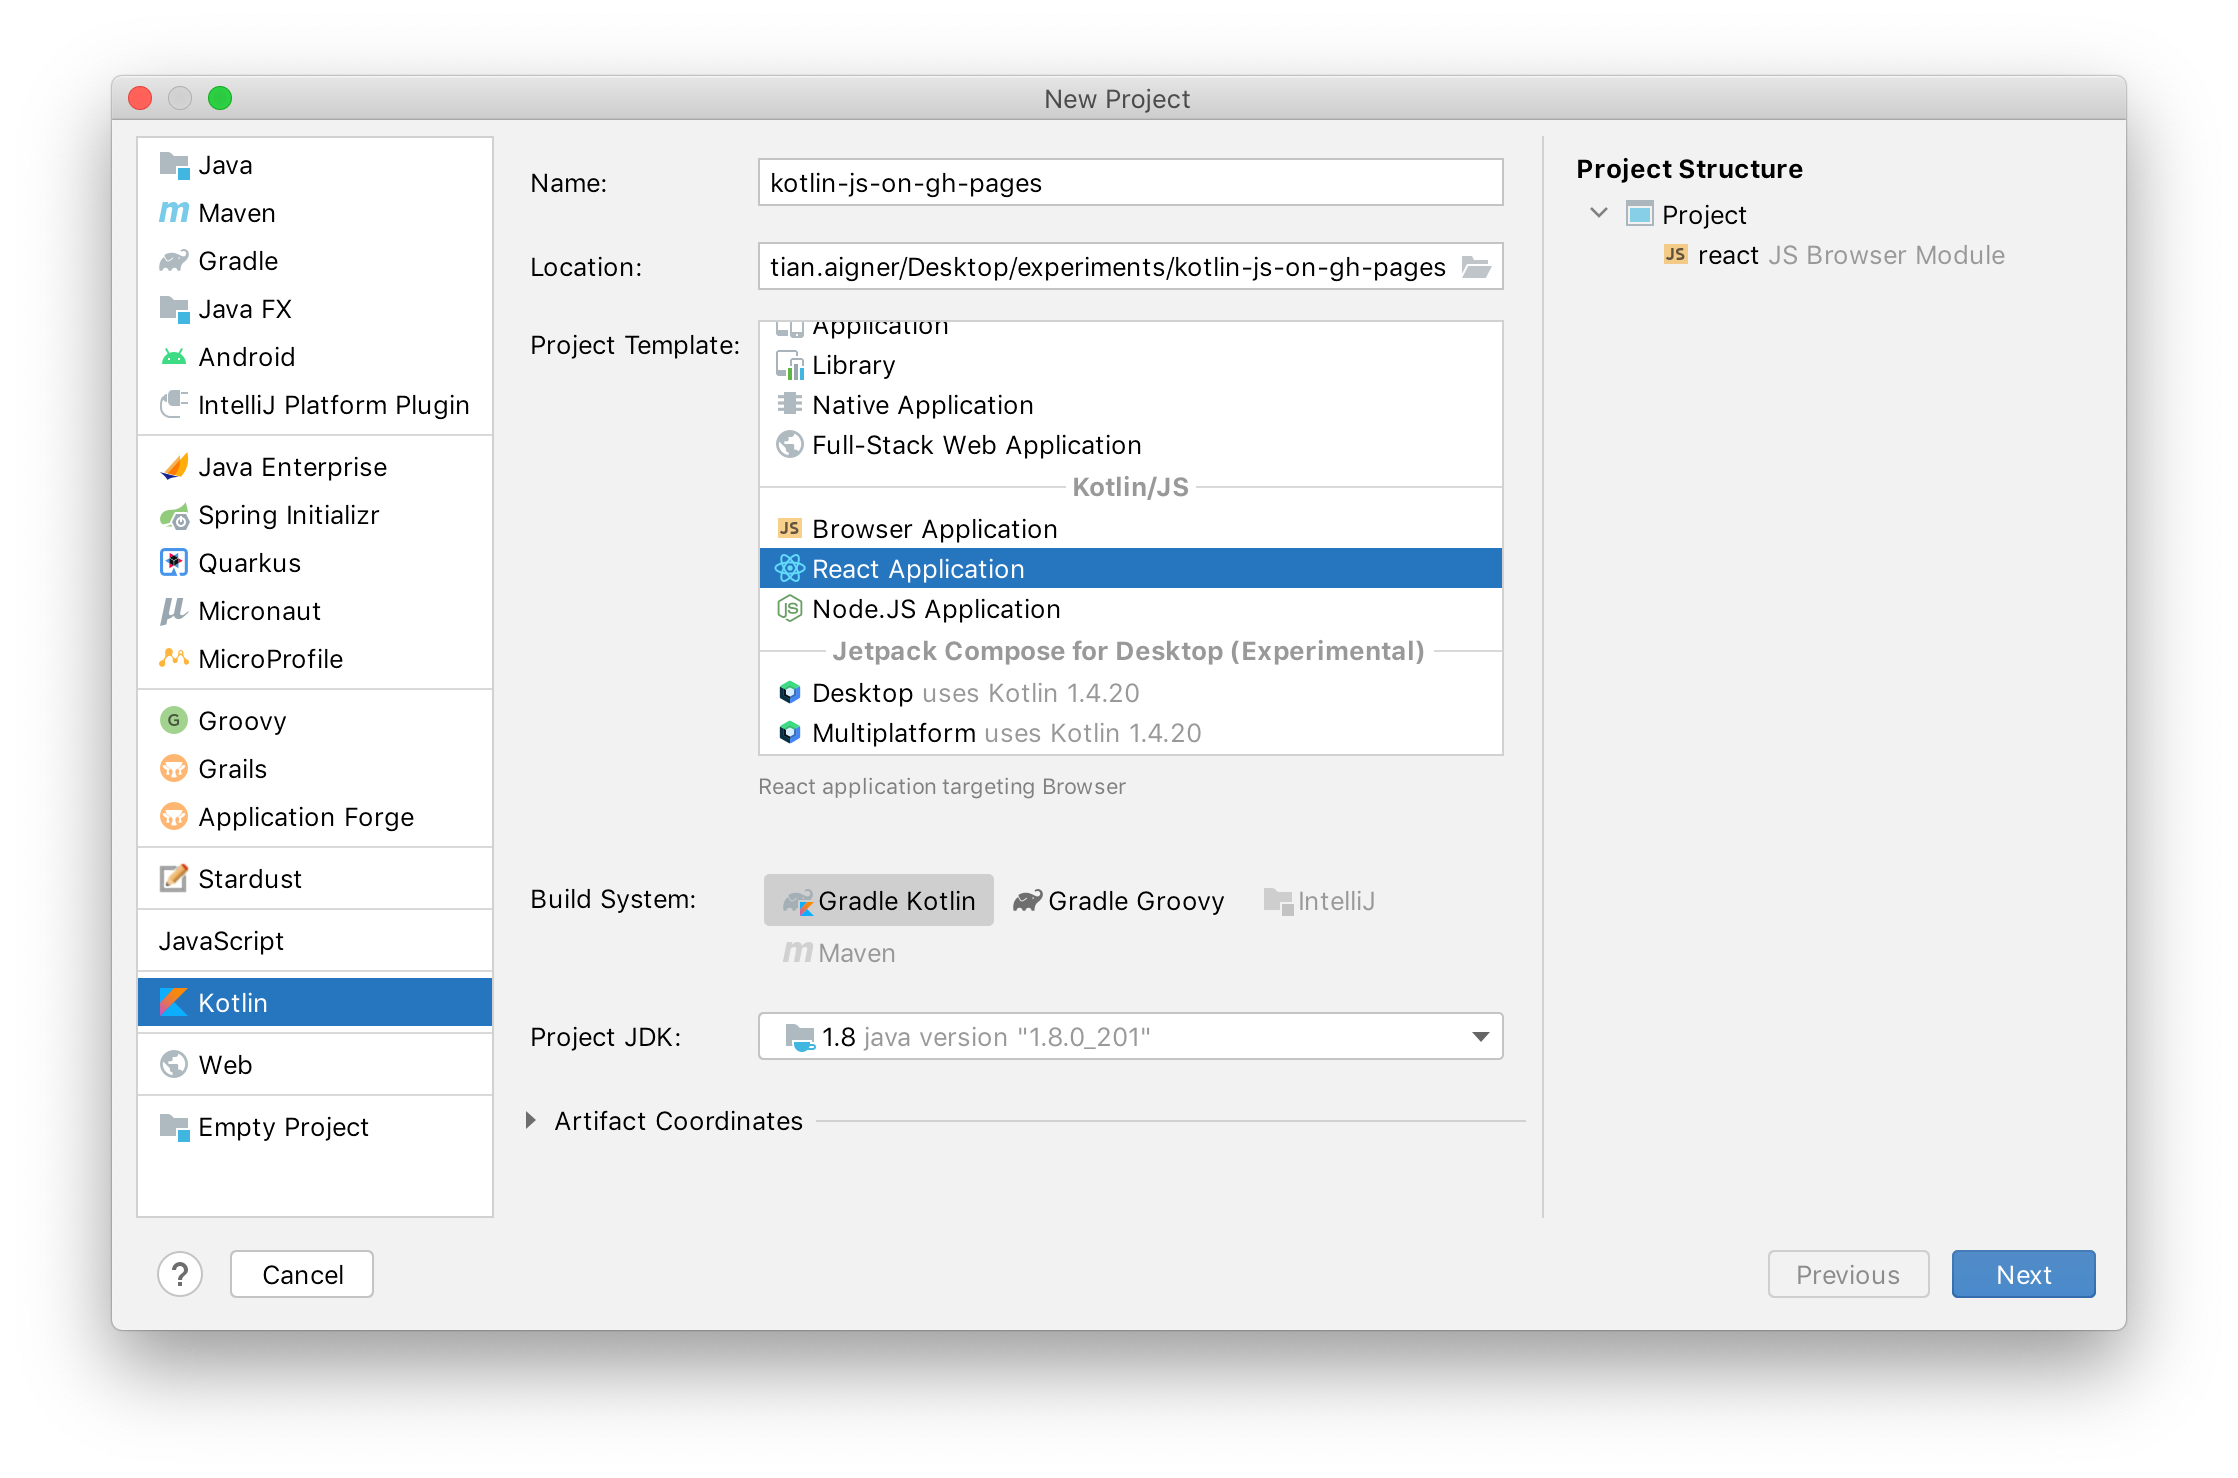 New Project
Java
Maven
Gradle
Java FX
Android
IntelliJ Platform Plugin
Java Enterprise
Spring Initializr
Quarkus
Micronaut
MicroProfile
Groovy
Grails
Application Forge
Stardust
JavaScript
Kotlin
Web
Empty Project
Name: kotlin-js-on-gh-pages
Location: tian.aigner/Desktop/experiments/kotlin-js-on-gh-pages
Project Template:
Application
Library
Native Application
Full-Stack Web Application
Kotlin/JS
JS Browser Application
React Application
JS Node.JS Application
Jetpack Compose for Desktop (Experimental)
Desktop uses Kotlin 1.4.20
Multiplatform uses Kotlin 1.4.20
React application targeting Browser
Build System: Gradle Kotlin Gradle Groovy IntelliJ
Maven
Project JDK: 1.8 java version "1.8.0_201"
Artifact Coordinates
Project Structure
Project
JS react JS Browser Module
? Cancel Previous Next